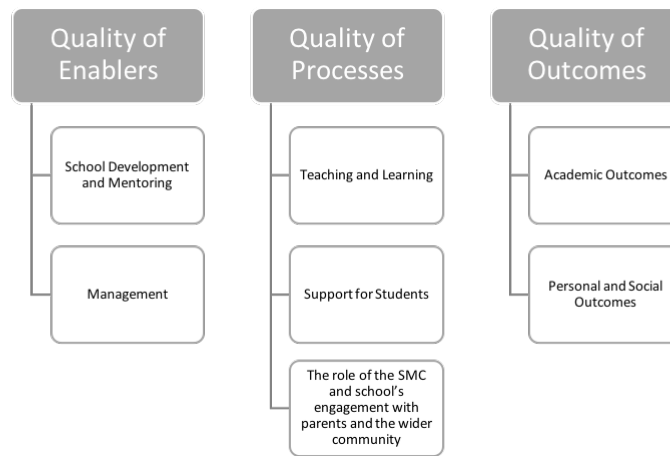 Quality of
Enablers
School Development
and Mentoring
Management
Quality of
Processes
Teaching and Learning
Support for Students
The role of the SMC
and school's
engagement with
parents and the wider
community
Quality of
Outcomes
Academic Outcomes
Personal and Social
Outcomes